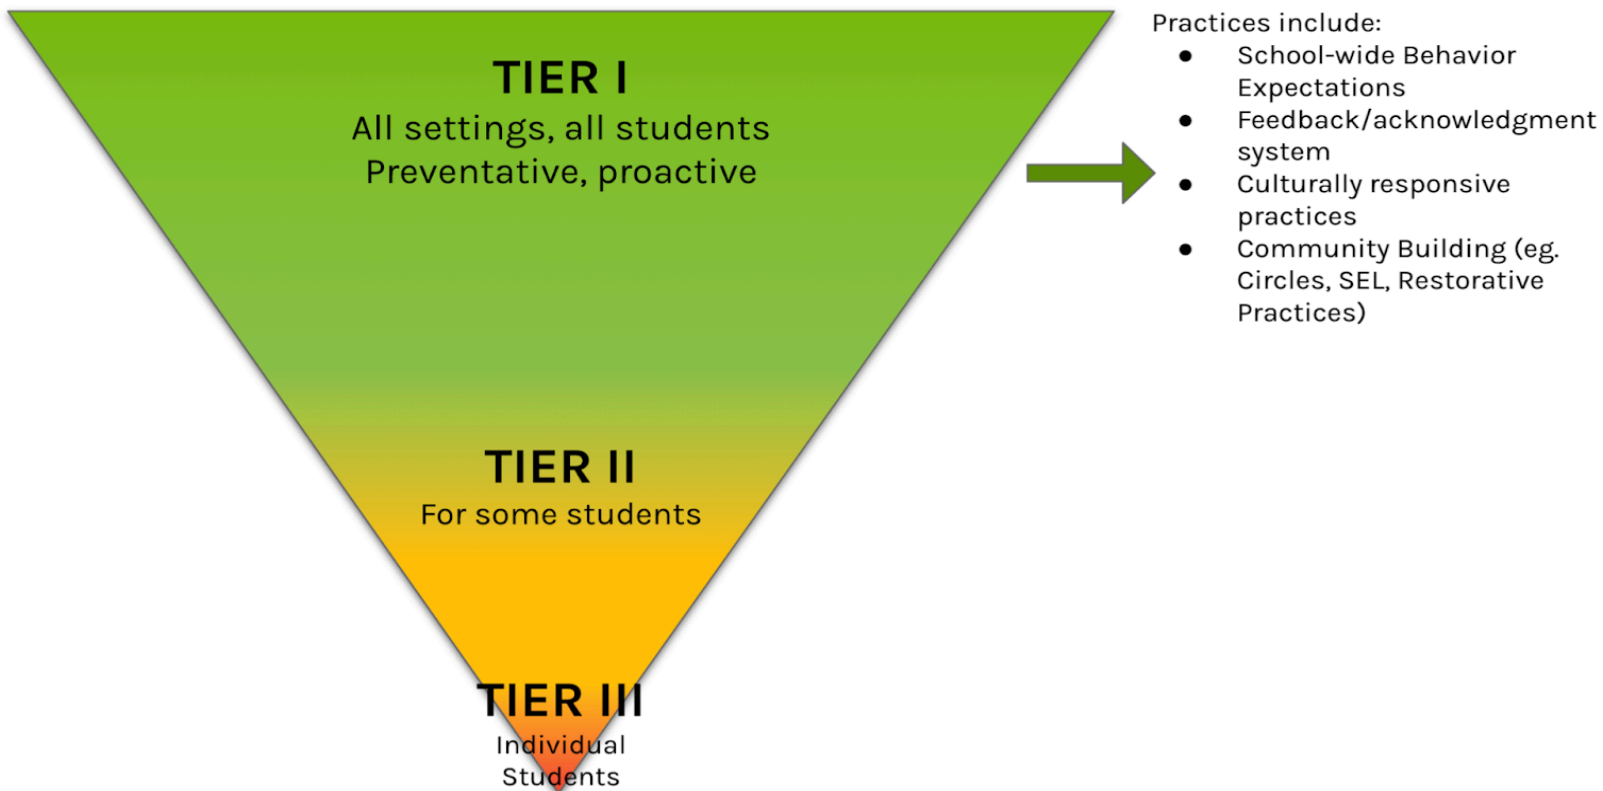 TIER I
All settings, all students
Preventative, proactive
TIER II
For some students
TIER III
Individual
Students
Practices include:
● School-wide Behavior
Expectations
● Feedback/acknowledgment
system
● Culturally responsive
practices
● Community Building (eg.
Circles, SEL, Restorative
Practices)